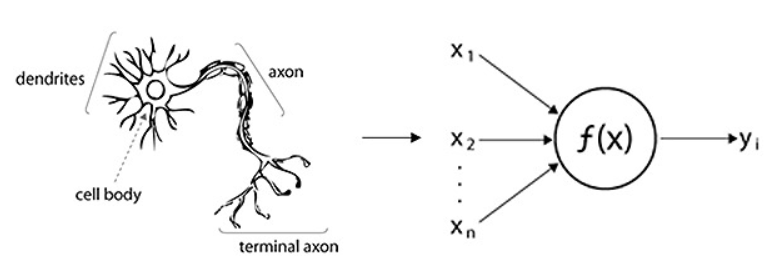 dendrites
axon
cell body
terminal axon
x1
x2
xn
f(x)
yi